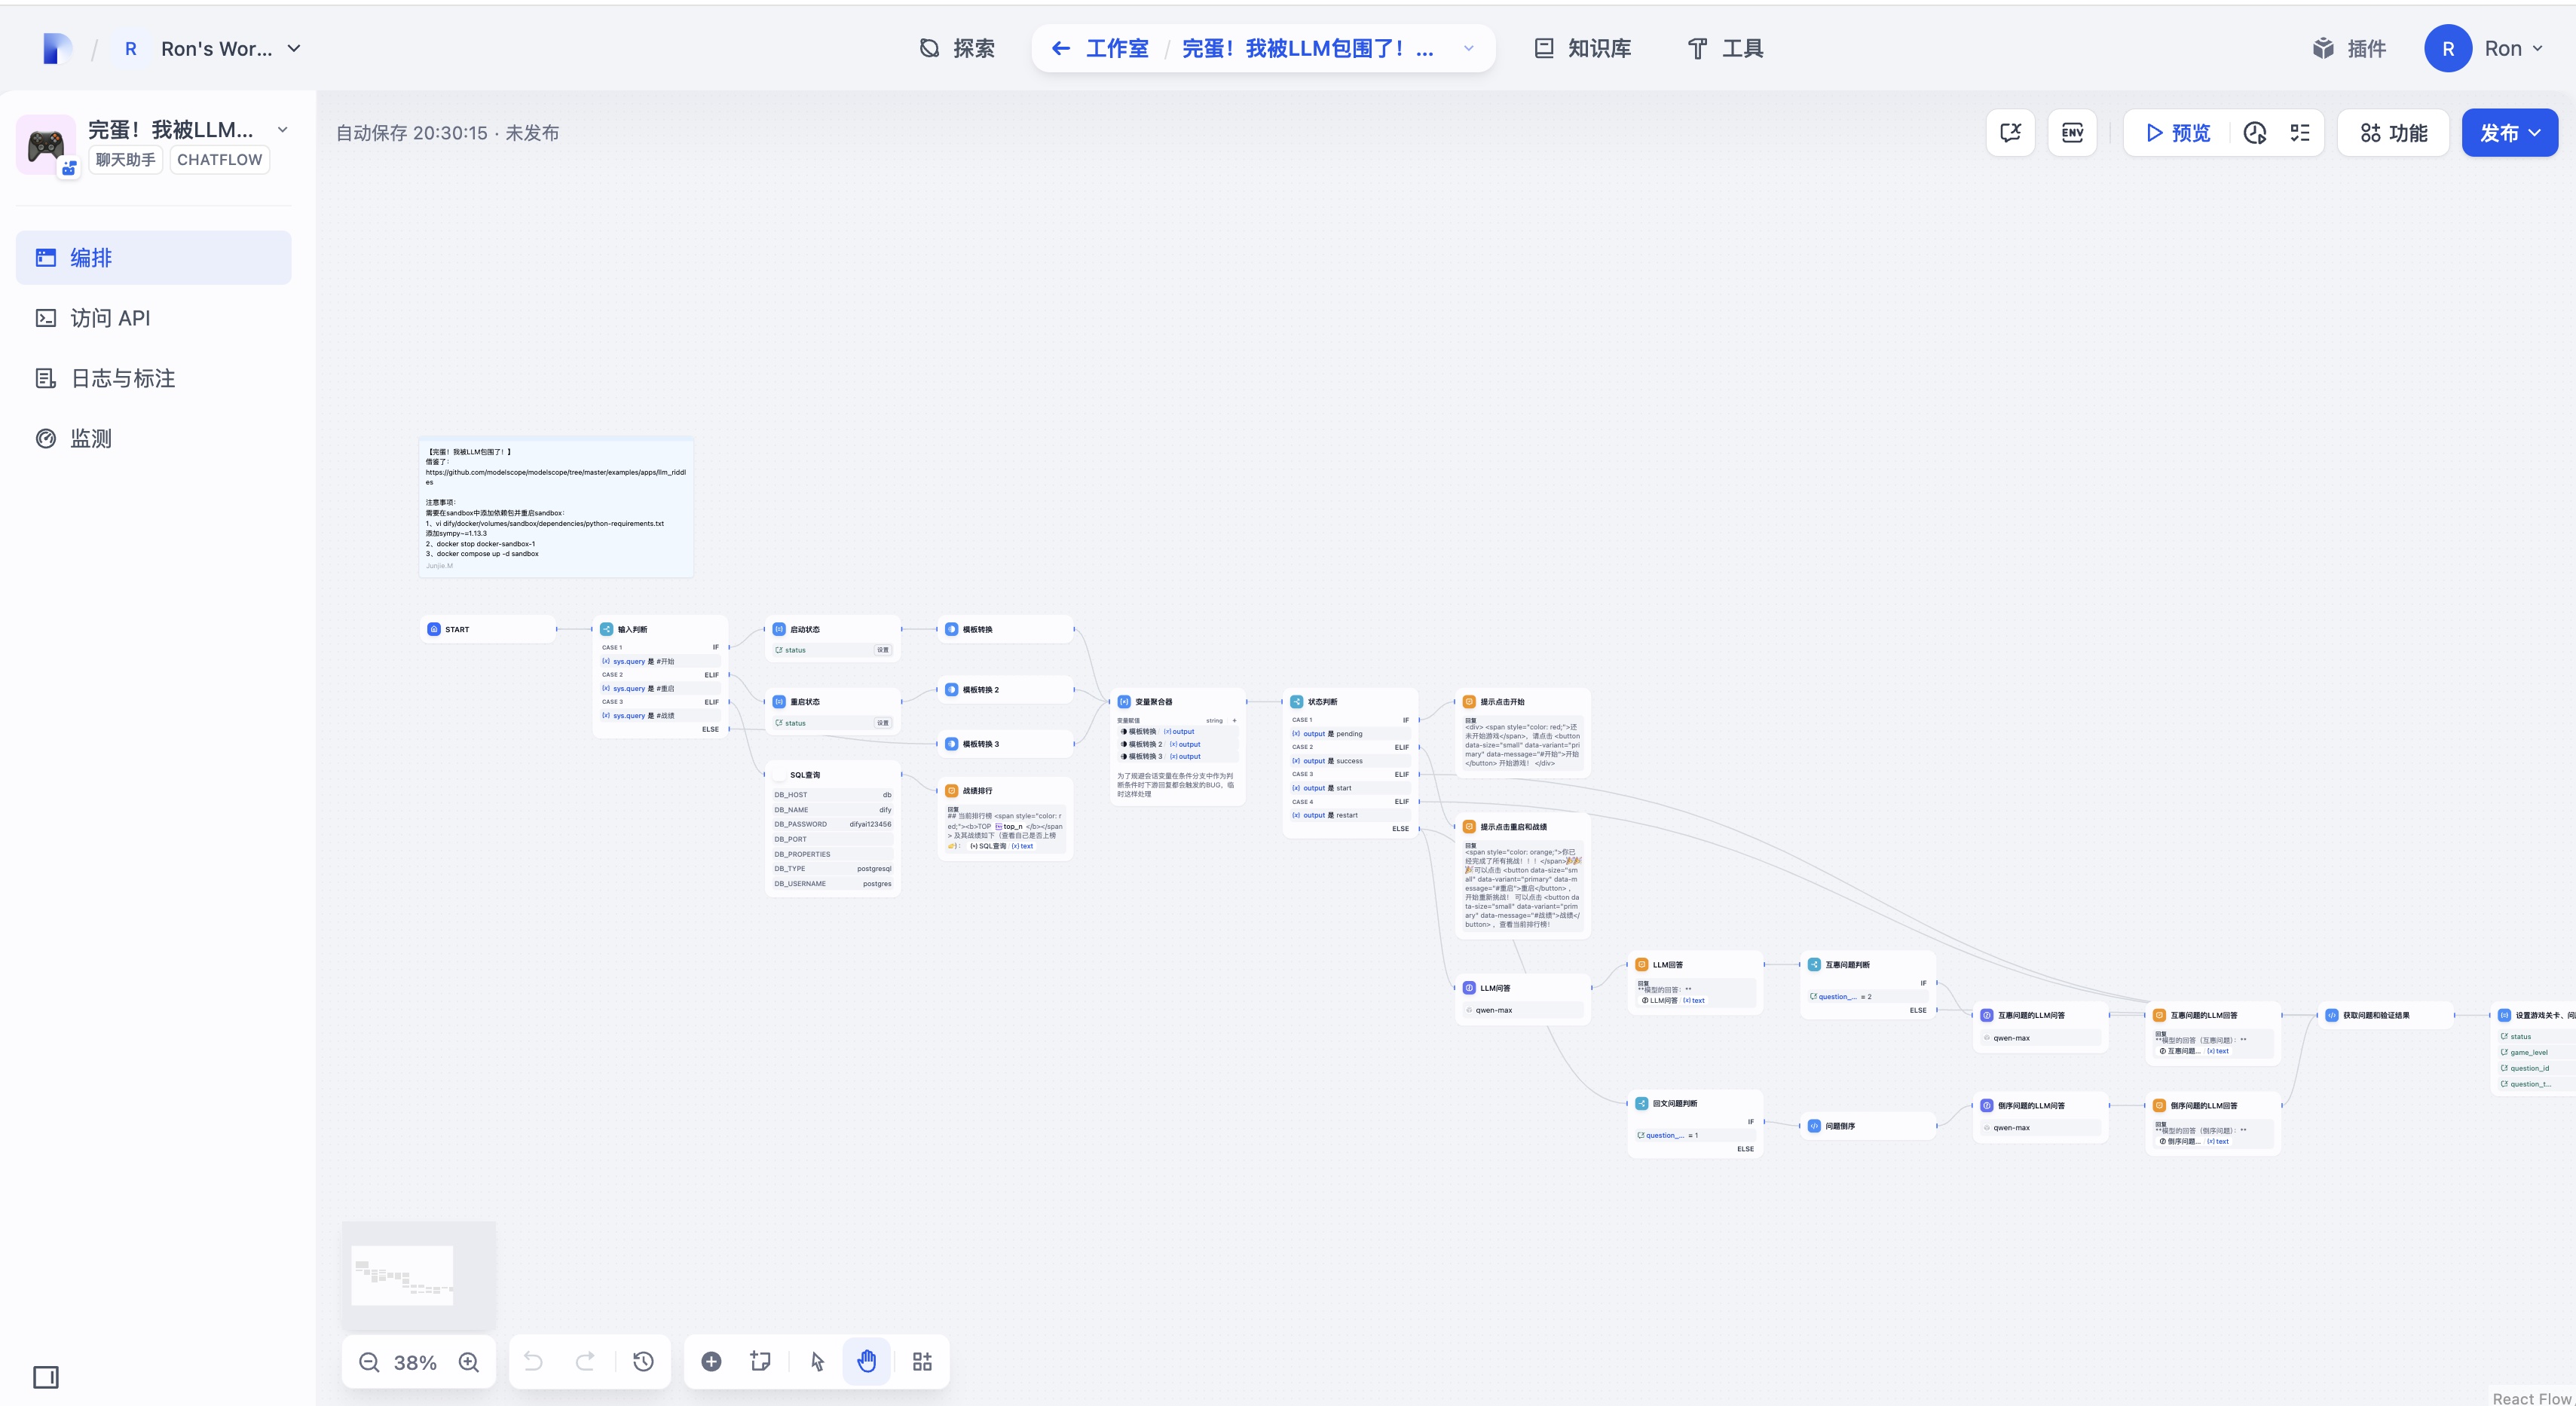 R
Ron's Wor...
探索
工作室 / 完蛋！我被LLM包围了！...
知识库
工具
插件
R
Ron
完蛋！我被LLM...
聊天助手
CHATFLOW
编排
访问 API
日志与标注
监测
自动保存 20:30:15 · 未发布
ENV
预览
功能
发布
【完蛋！我被LLM包围了！】
借鉴了：
https://github.com/modelscope/modelscope/tree/master/examples/apps/llm_riddl
es
注意事项：
需要在sandbox中添加依赖包并重启sandbox：
1、vi dify/docker/volumes/sandbox/dependencies/python-requirements.txt
添加sympy~=1.13.3
2、docker stop docker-sandbox-1
3、docker compose up -d sandbox
Junjie.M
START
输入判断
CASE 1
IF
{x} sys.query 是 #开始
CASE 2
ELIF
{x} sys.query 是 #重启
CASE 3
ELIF
{x} sys.query 是 #战绩
ELSE
启动状态
status
设置
重启状态
status
设置
SQL查询
DB_HOST db
DB_NAME dify
DB_PASSWORD difyai123456
DB_PORT
DB_PROPERTIES
DB_TYPE postgresql
DB_USERNAME postgres
模板转换
模板转换 2
模板转换 3
战绩排行
回复
## 当前排行榜 <span style="color: r
ed;"><b>TOP top_n </b></span
> 及其战绩如下（查看自己是否上榜
）： SQL查询 {x} text
变量聚合器
变量赋值
string +
模板转换 {x} output
模板转换 2 {x} output
模板转换 3 {x} output
为了规避会话变量在条件分支中作为判
断条件时下游回复都会触发的BUG，临
时这样处理
状态判断
CASE 1
IF
{x} output 是 pending
CASE 2
ELIF
{x} output 是 success
CASE 3
ELIF
{x} output 是 start
CASE 4
ELIF
{x} output 是 restart
ELSE
提示点击开始
回复
<div> <span style="color: red;">还
未开始游戏</span>，请点击 <button
data-size="small" data-variant="pri
mary" data-message="#开始">开始
</button> 开始游戏！ </div>
提示点击重启和战绩
回复
<span style="color: orange;">你已
经完成了所有挑战！！！</span>🎉🎉
🎉 可以点击 <button data-size="sm
all" data-variant="primary" data-m
essage="#重启">重启</button> ，
开始重新挑战！ 可以点击 <button da
ta-size="small" data-variant="prim
ary" data-message="#战绩">战绩</
button> ，查看当前排行榜！
LLM问答
qwen-max
LLM回答
回复
**模型的回答：**
LLM问答 {x} text
互惠问题判断
IF
question_... = 2
ELSE
互惠问题的LLM问答
qwen-max
互惠问题的LLM回答
回复
**模型的回答（互惠问题）：**
互惠问题... {x} text
获取问题和验证结果
设置游戏关卡、问
status
game_level
question_id
question_t...
回文问题判断
IF
question_... = 1
ELSE
问题倒序
倒序问题的LLM问答
qwen-max
倒序问题的LLM回答
回复
**模型的回答（倒序问题）：**
倒序问题... {x} text
38%
React Flow